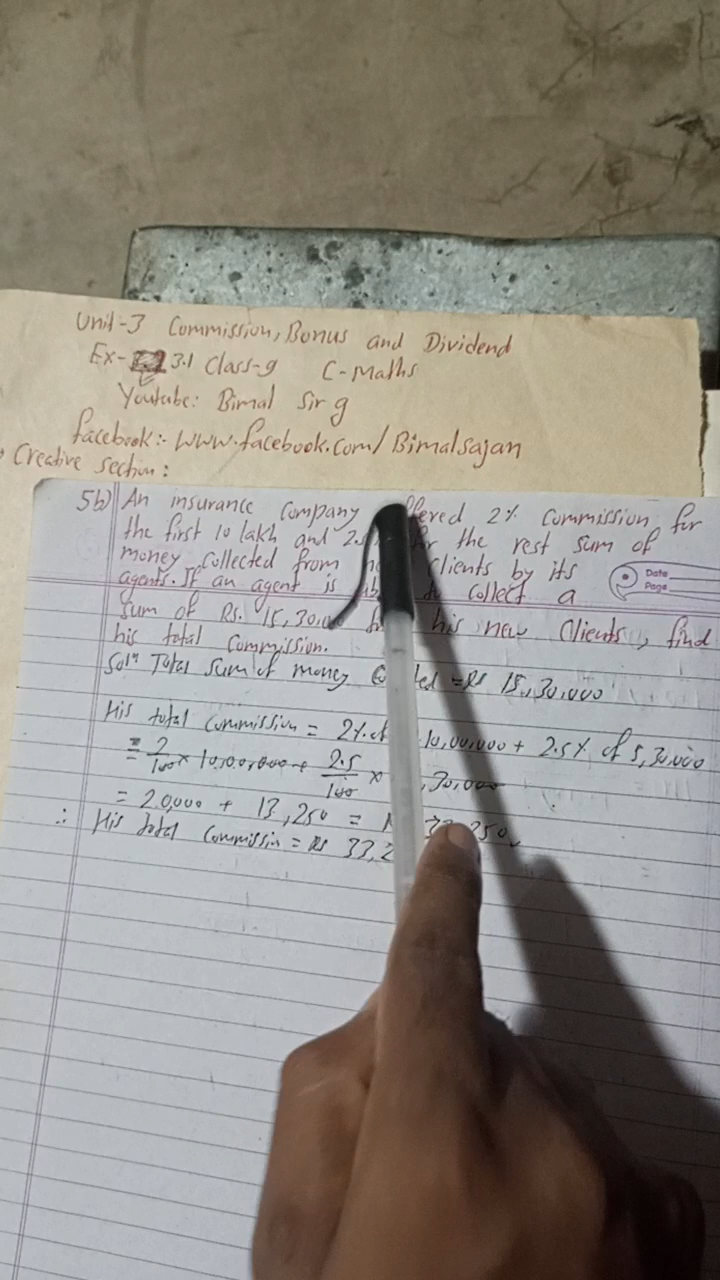 Unit-3 Commission, Bonus and Dividend
Ex- 3.1 Class-9 C-Maths
Youtube: Bimal Sir g
facebook:- www.facebook.com/Bimalsajan
Creative section:
5b) An insurance Company ffered 2% Commission for
the first 10 lakh and the rest sum of
money collected from clients by its
agents. If an agent is collect a
sum of Rs. 15,30, his new Clients, find
his total Commission.
Date
Page
Solⁿ Total sum of money = Rs 15,30,000
His total Commission = 2% of 10,00,000 + 2.5% of 5,30,000
= 2/100 × 10,00,000 + 2.5/100 × ,30,000
= 20,000 + 13,250 =
∴ His total Commissin = Rs 33,2